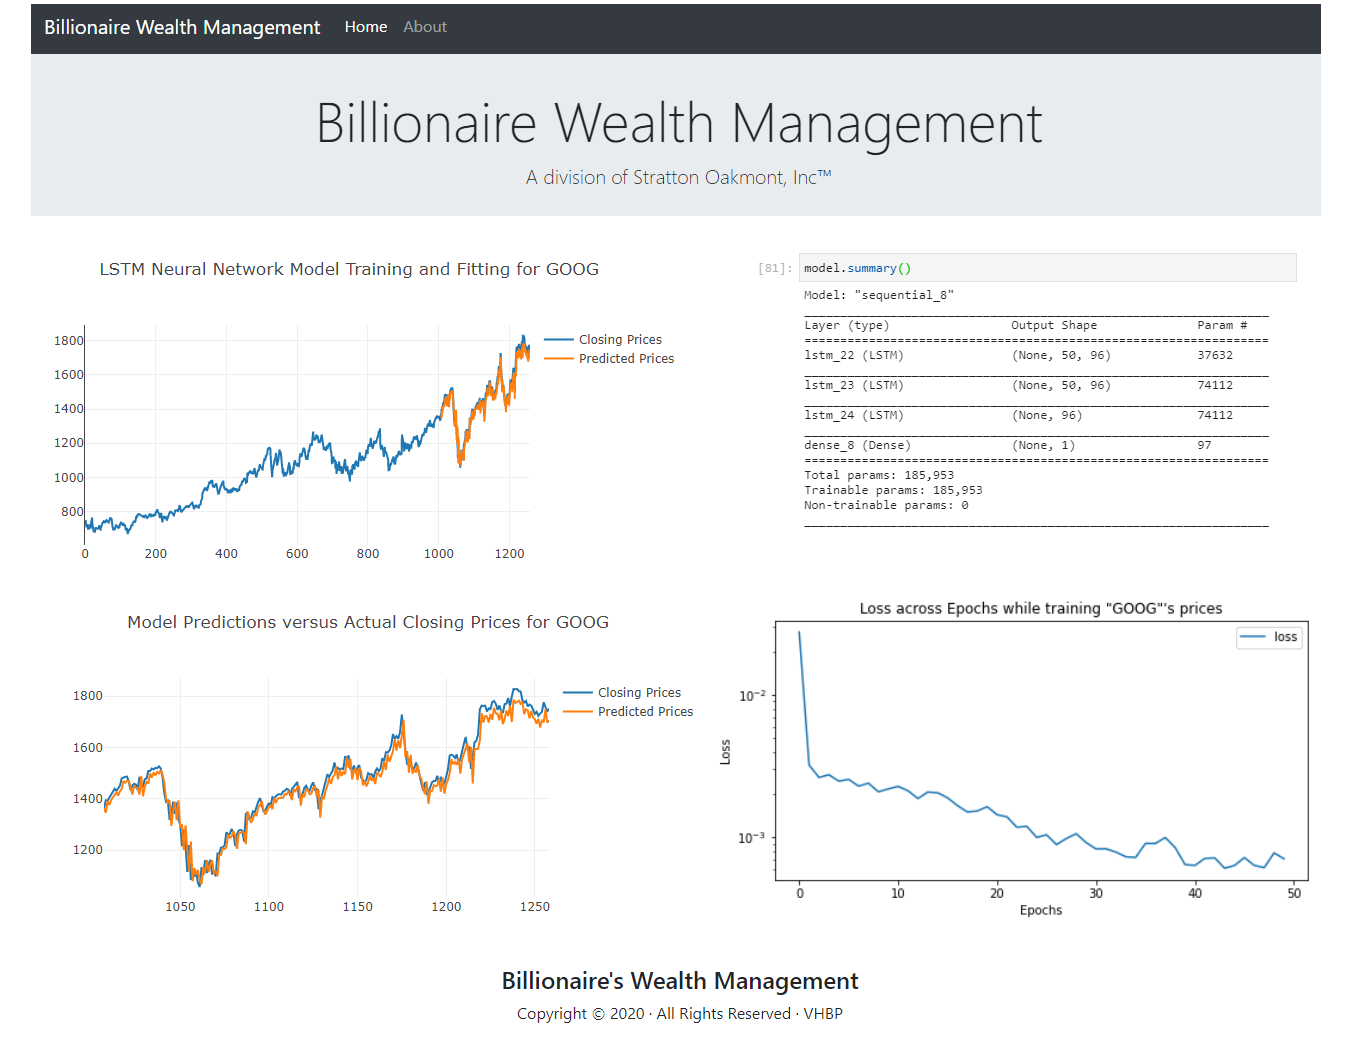 Billionaire Wealth Management Home About
Billionaire Wealth Management
A division of Stratton Oakmont, Inc™
LSTM Neural Network Model Training and Fitting for GOOG
1800
1600
1400
1200
1000
800
0 200 400 600 800 1000 1200
Closing Prices
Predicted Prices
[81]: model.summary()
Model: "sequential_8"
Layer (type) Output Shape Param #
lstm_22 (LSTM) (None, 50, 96) 37632
lstm_23 (LSTM) (None, 50, 96) 74112
lstm_24 (LSTM) (None, 96) 74112
dense_8 (Dense) (None, 1) 97
Total params: 185,953
Trainable params: 185,953
Non-trainable params: 0
Model Predictions versus Actual Closing Prices for GOOG
1800
1600
1400
1200
1050 1100 1150 1200 1250
Closing Prices
Predicted Prices
Loss across Epochs while training "GOOG"'s prices
loss
Loss
10⁻²
10⁻³
0 10 20 30 40 50
Epochs
Billionaire's Wealth Management
Copyright © 2020 · All Rights Reserved · VHBP